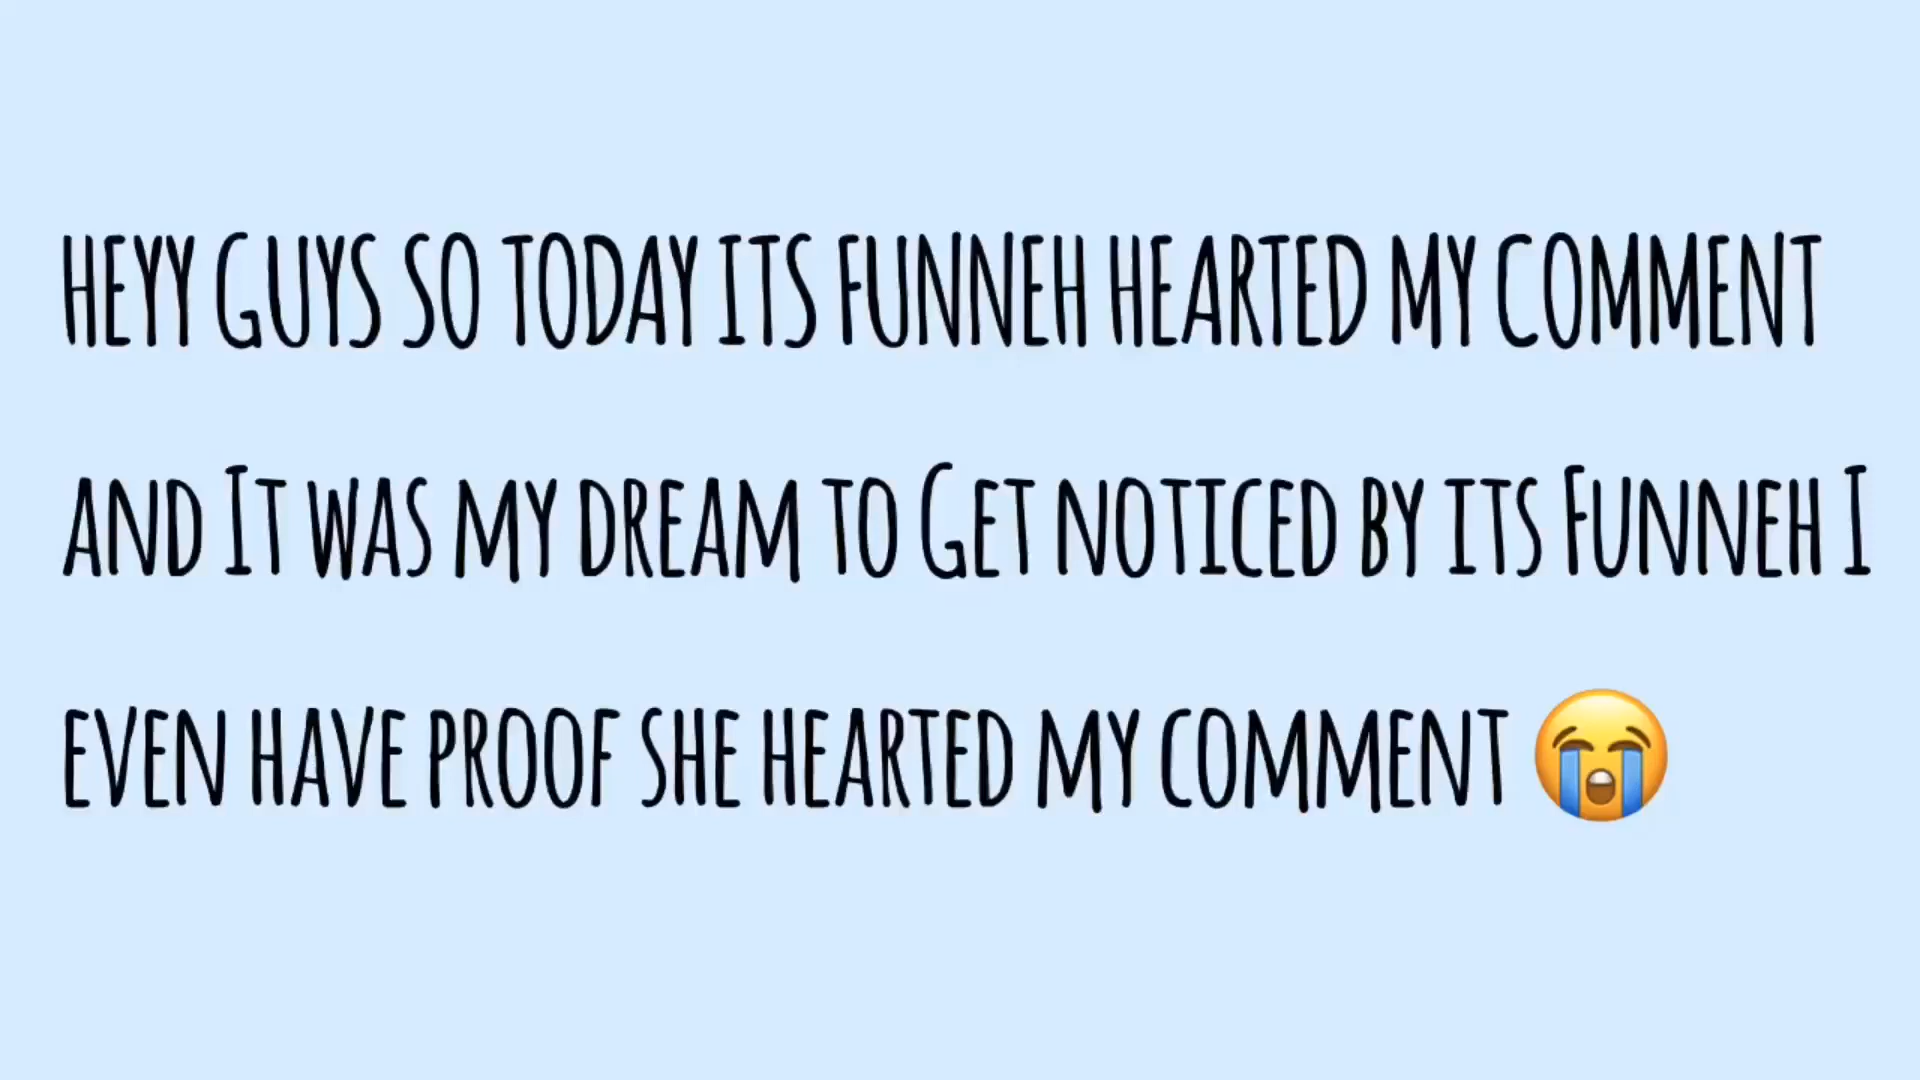 HEYY GUYS SO TODAY ITS FUNNEH HEARTED MY COMMENT
AND IT WAS MY DREAM TO GET NOTICED BY ITS FUNNEH I
EVEN HAVE PROOF SHE HEARTED MY COMMENT 😭